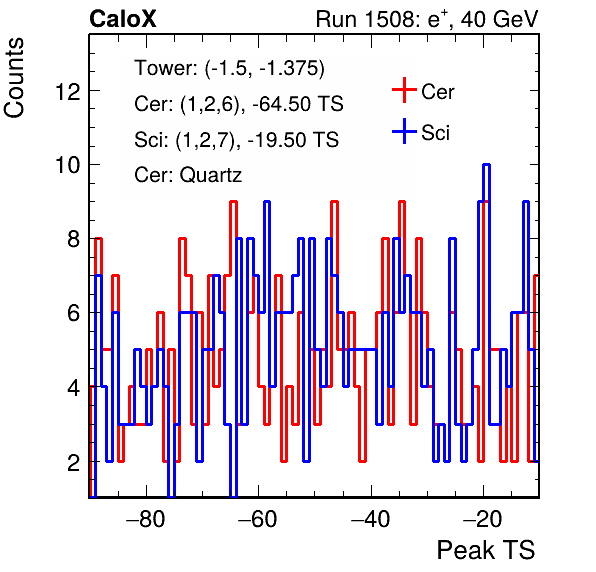 CaloX Run 1508: e⁺, 40 GeV
Counts
Tower: (-1.5, -1.375)
Cer: (1,2,6), -64.50 TS
Sci: (1,2,7), -19.50 TS
Cer: Quartz
Cer
Sci
12
10
8
6
4
2
−80 −60 −40 −20
Peak TS